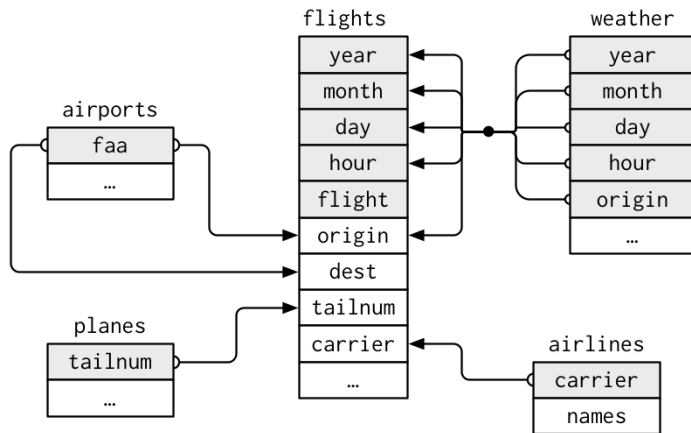 flights
year
month
day
hour
flight
origin
dest
tailnum
carrier
…
weather
year
month
day
hour
origin
…
airports
faa
…
planes
tailnum
…
airlines
carrier
names